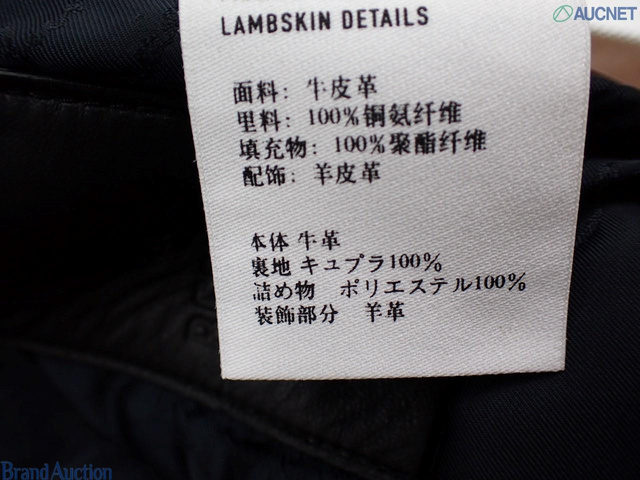 AUCNET
LAMBSKIN DETAILS
面料: 牛皮革
里料: 100%铜氨纤维
填充物: 100%聚酯纤维
配饰: 羊皮革
本体 牛革
裏地 キュプラ100%
詰め物 ポリエステル100%
装飾部分 羊革
Brand Auction